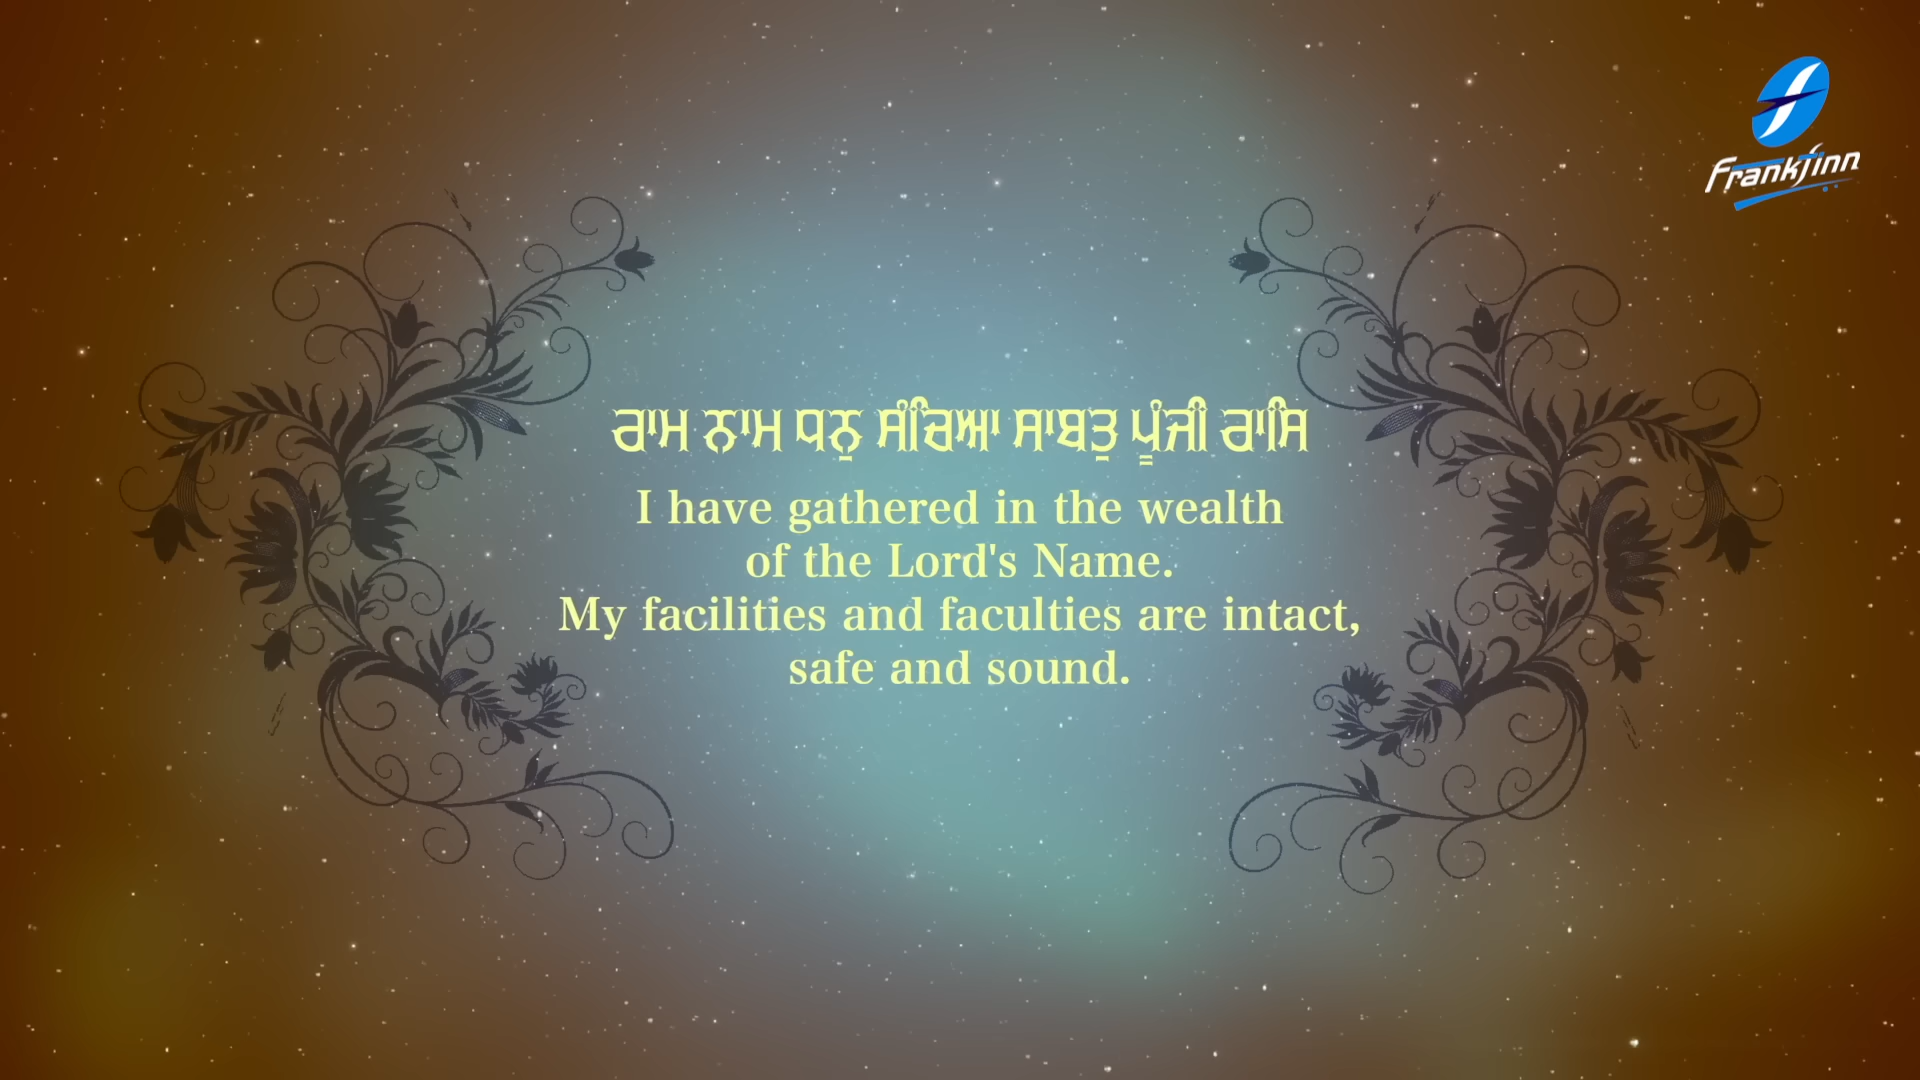 Frankfinn
ਰਾਮ ਨਾਮ ਧਨੁ ਸੰਚਿਆ ਸਾਬਤੁ ਪੂੰਜੀ ਰਾਸਿ
I have gathered in the wealth
of the Lord's Name.
My facilities and faculties are intact,
safe and sound.